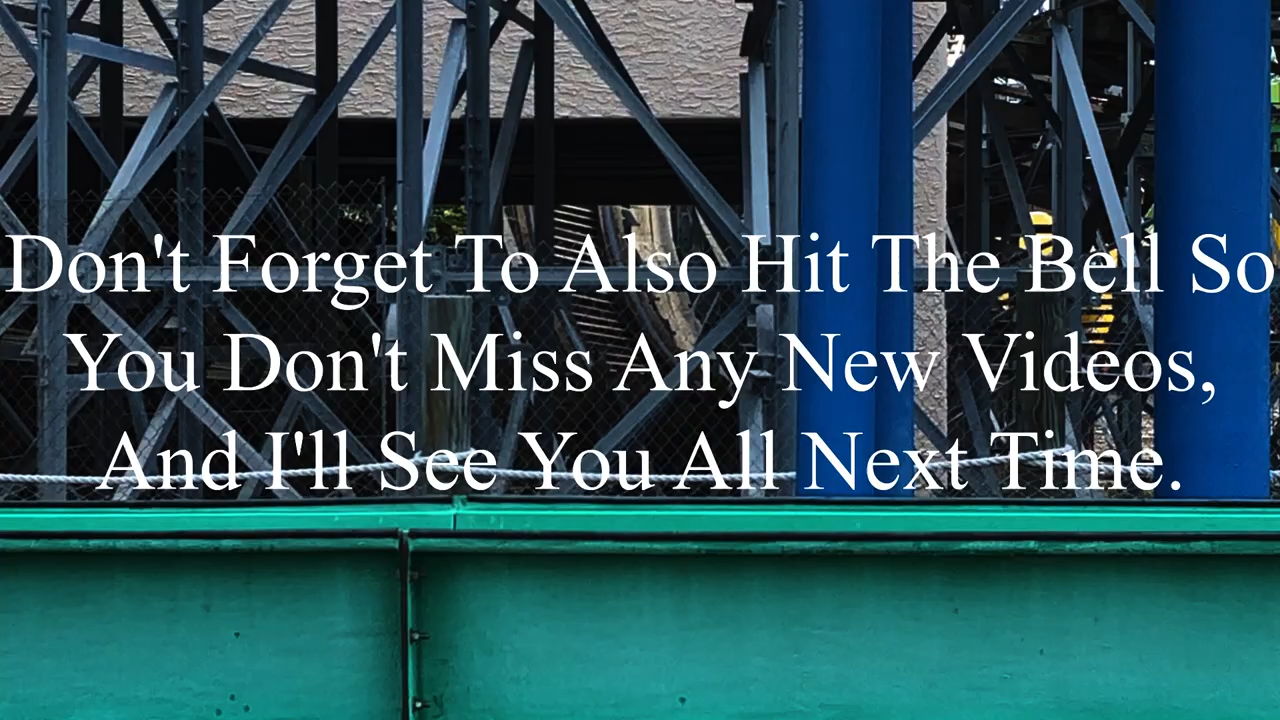 Don't Forget To Also Hit The Bell So
You Don't Miss Any New Videos,
And I'll See You All Next Time.